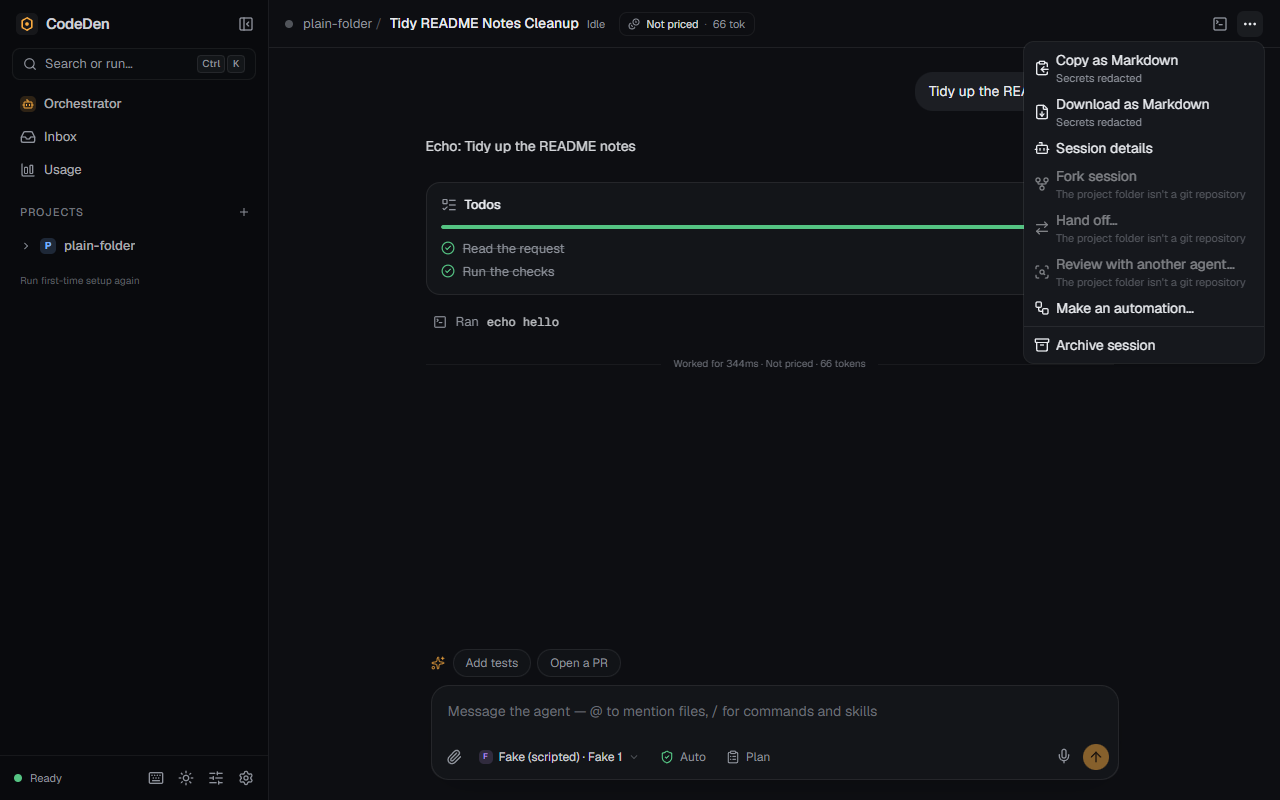 CodeDen
Search or run...
Ctrl K
Orchestrator
Inbox
Usage
PROJECTS
P plain-folder
Run first-time setup again
Ready
plain-folder / Tidy README Notes Cleanup Idle Not priced · 66 tok
Tidy up the REA
Echo: Tidy up the README notes
Todos
Read the request
Run the checks
Ran echo hello
Worked for 344ms · Not priced · 66 tokens
Copy as Markdown
Secrets redacted
Download as Markdown
Secrets redacted
Session details
Fork session
The project folder isn't a git repository
Hand off...
The project folder isn't a git repository
Review with another agent...
The project folder isn't a git repository
Make an automation...
Archive session
Add tests
Open a PR
Message the agent — @ to mention files, / for commands and skills
F Fake (scripted) · Fake 1
Auto
Plan